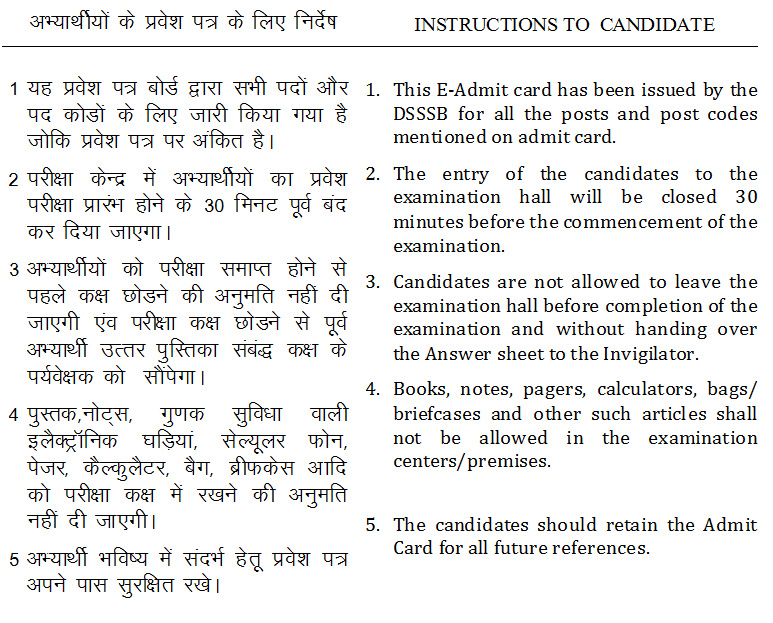 अभ्यार्थीयों के प्रवेश पत्र के लिए निर्देष
1 यह प्रवेश पत्र बोर्ड द्वारा सभी पदों और
पद कोडों के लिए जारी किया गया है
जोकि प्रवेश पत्र पर अंकित है।
2 परीक्षा केन्द्र में अभ्यार्थीयों का प्रवेश
परीक्षा प्रारंभ होने के 30 मिनट पूर्व बंद
कर दिया जाएगा।
3 अभ्यार्थीयों को परीक्षा समाप्त होने से
पहले कक्ष छोडने की अनुमति नहीं दी
जाएगी एंव परीक्षा कक्ष छोडने से पूर्व
अभ्यार्थी उत्तर पुस्तिका संबंद्ध कक्ष के
पर्यवेक्षक को सौंपेगा।
4 पुस्तक,नोट्स, गुणक सुविधा वाली
इलैक्ट्रॉनिक घड़ियां, सेल्यूलर फोन,
पेजर, कैल्कुलैटर, बैग, ब्रीफकेस आदि
को परीक्षा कक्ष में रखने की अनुमति
नहीं दी जाएगी।
5 अभ्यार्थी भविष्य में संदर्भ हेतू प्रवेश पत्र
अपने पास सुरक्षित रखे।
INSTRUCTIONS TO CANDIDATE
1. This E-Admit card has been issued by the
DSSSB for all the posts and post codes
mentioned on admit card.
2. The entry of the candidates to the
examination hall will be closed 30
minutes before the commencement of the
examination.
3. Candidates are not allowed to leave the
examination hall before completion of the
examination and without handing over
the Answer sheet to the Invigilator.
4. Books, notes, pagers, calculators, bags/
briefcases and other such articles shall
not be allowed in the examination
centers/premises.
5. The candidates should retain the Admit
Card for all future references.